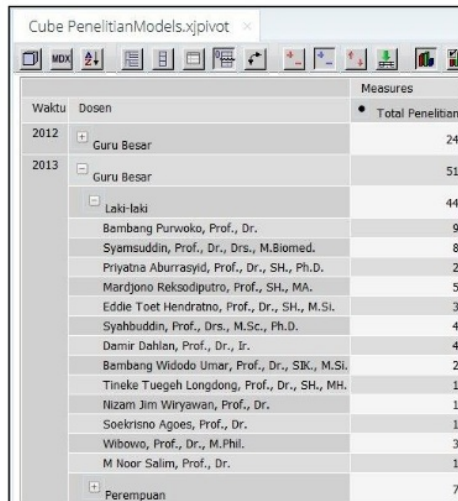 Cube PenelitianModels.xjpivot ×
MDX
Measures
Waktu Dosen • Total Penelitian
2012 + Guru Besar 24
2013 − Guru Besar 51
− Laki-laki 44
Bambang Purwoko, Prof., Dr. 9
Syamsuddin, Prof., Dr., Drs., M.Biomed. 8
Priyatna Aburrasyid, Prof., Dr., SH., Ph.D. 2
Mardjono Reksodiputro, Prof., SH., MA. 5
Eddie Toet Hendratno, Prof., Dr., SH., M.Si. 3
Syahbuddin, Prof., Drs., M.Sc., Ph.D. 4
Damir Dahlan, Prof., Dr., Ir. 4
Bambang Widodo Umar, Prof., Dr., SIK., M.Si. 2
Tineke Tuegeh Longdong, Prof., Dr., SH., MH. 1
Nizam Jim Wiryawan, Prof., Dr. 1
Soekrisno Agoes, Prof., Dr. 1
Wibowo, Prof., Dr., M.Phil. 3
M Noor Salim, Prof., Dr. 1
+ Perempuan 7